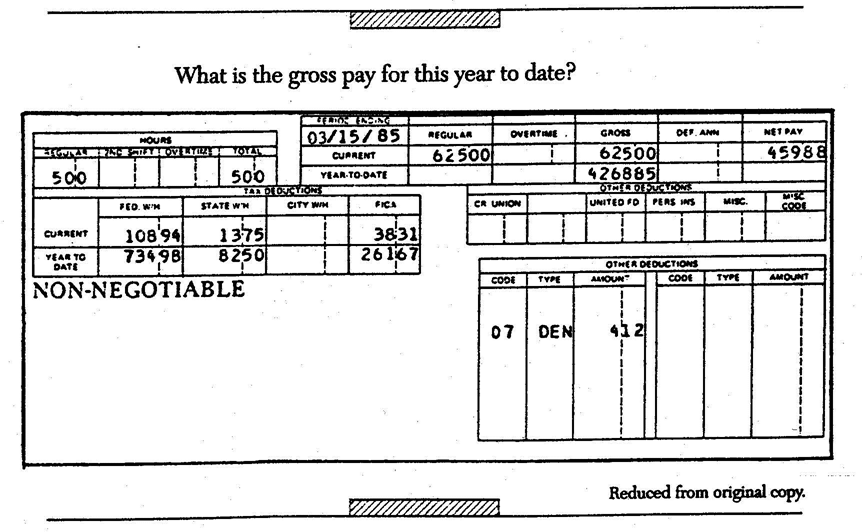 What is the gross pay for this year to date?
PERIOD ENDING
HOURS
03/15/85 REGULAR OVERTIME GROSS DEF. ANN NET PAY
REGULAR 2ND SHIFT OVERTIME TOTAL
CURRENT 62500 62500 45988
500 500
YEAR-TO-DATE 426885
TAX DEDUCTIONS
OTHER DEDUCTIONS
FED. W/H STATE W/H CITY W/H FICA
CR UNION UNITED FD PERS INS MISC. MISC CODE
CURRENT 10894 1375 3831
YEAR TO DATE 73498 8250 26167
OTHER DEDUCTIONS
CODE TYPE AMOUNT CODE TYPE AMOUNT
NON-NEGOTIABLE
07 DEN 412
Reduced from original copy.